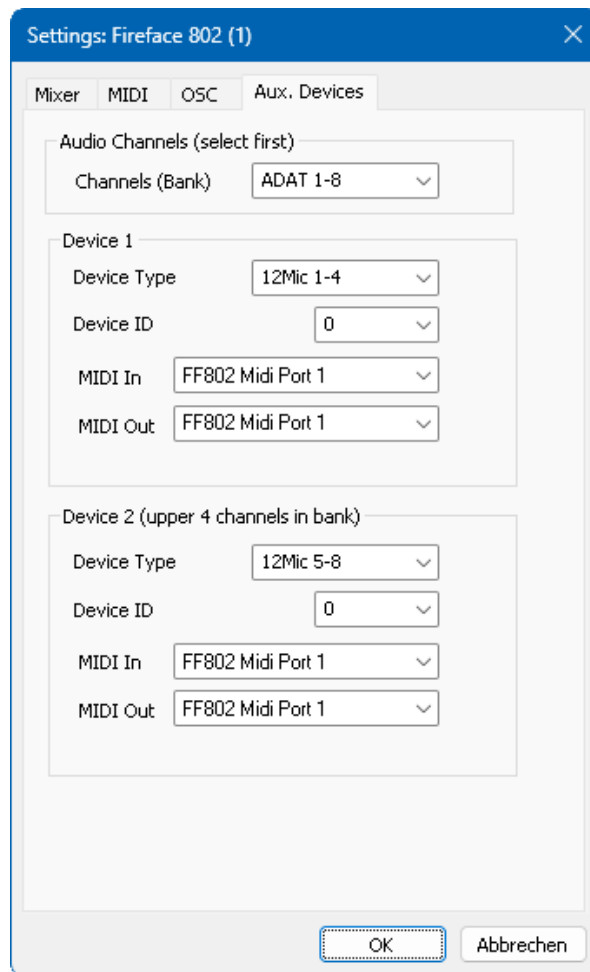 Settings: Fireface 802 (1)
Mixer MIDI OSC Aux. Devices
Audio Channels (select first)
Channels (Bank) ADAT 1-8
Device 1
Device Type 12Mic 1-4
Device ID 0
MIDI In FF802 Midi Port 1
MIDI Out FF802 Midi Port 1
Device 2 (upper 4 channels in bank)
Device Type 12Mic 5-8
Device ID 0
MIDI In FF802 Midi Port 1
MIDI Out FF802 Midi Port 1
OK Abbrechen